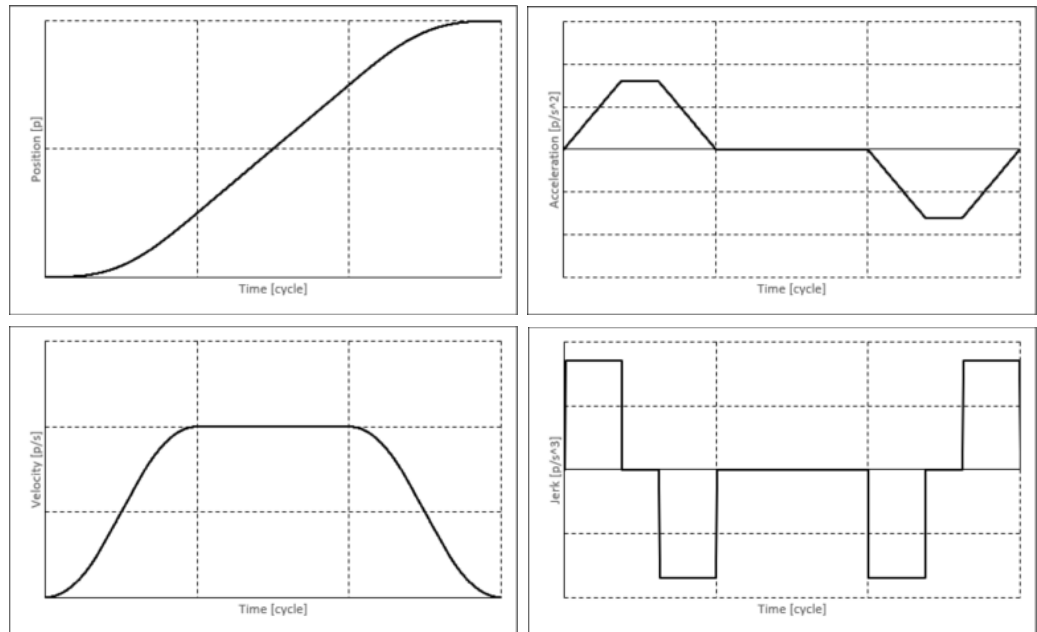 Position [p]
Time [cycle]
Acceleration [p/s^2]
Time [cycle]
Velocity [p/s]
Time [cycle]
Jerk [p/s^3]
Time [cycle]